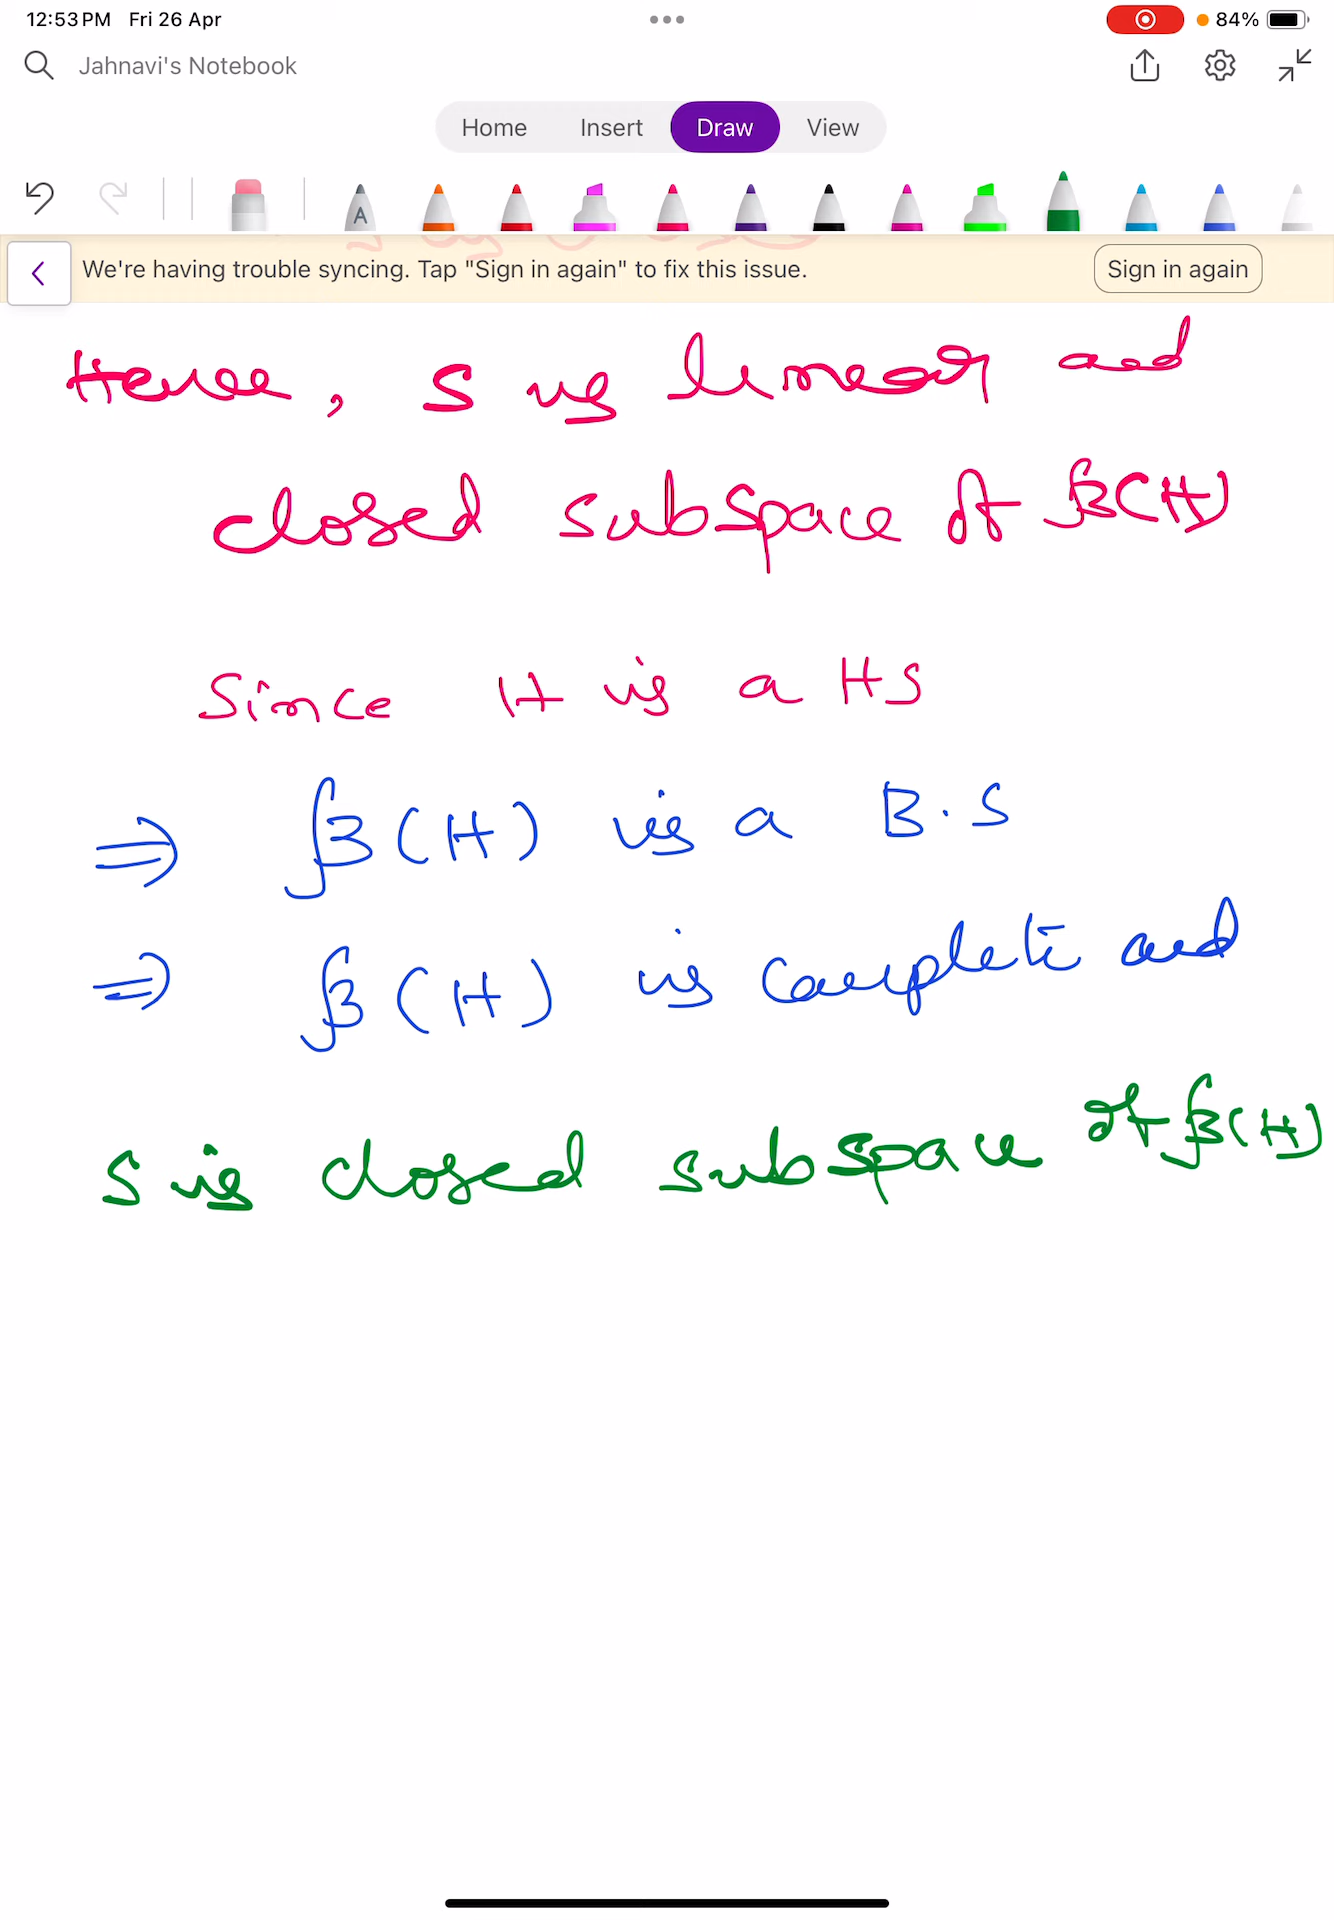 12:53 PM Fri 26 Apr
84%
Jahnavi's Notebook
Home Insert Draw View
A
We're having trouble syncing. Tap "Sign in again" to fix this issue.
Sign in again
Hence, S is linear and
closed subspace of B(H)
Since H is a HS
⇒ B(H) is a B.S
⇒ B(H) is complete and
S is closed subspace of B(H)